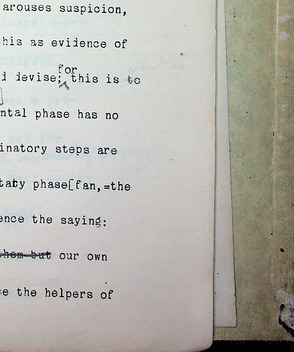 arouses suspicion,
his as evidence of
for
d devise; this is to
ntal phase has no
inatory steps are
taty phase[fan,=the
ence the saying:
them but our own
e the helpers of